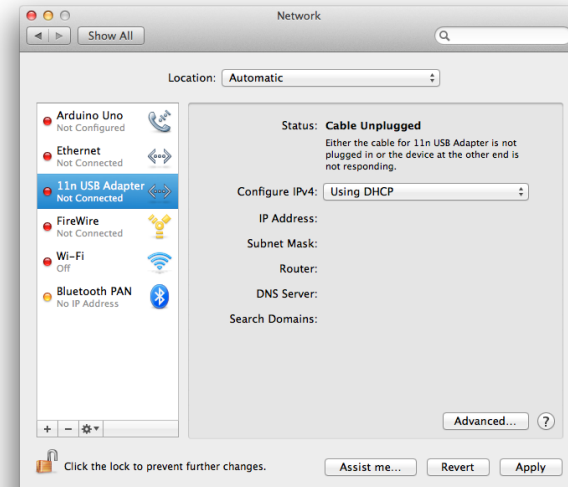 Network
Show All
Location: Automatic
Arduino Uno
Not Configured
Ethernet
Not Connected
11n USB Adapter
Not Connected
FireWire
Not Connected
Wi-Fi
Off
Bluetooth PAN
No IP Address
Status: Cable Unplugged
Either the cable for 11n USB Adapter is not
plugged in or the device at the other end is
not responding.
Configure IPv4: Using DHCP
IP Address:
Subnet Mask:
Router:
DNS Server:
Search Domains:
Advanced... ?
Click the lock to prevent further changes.
Assist me... Revert Apply